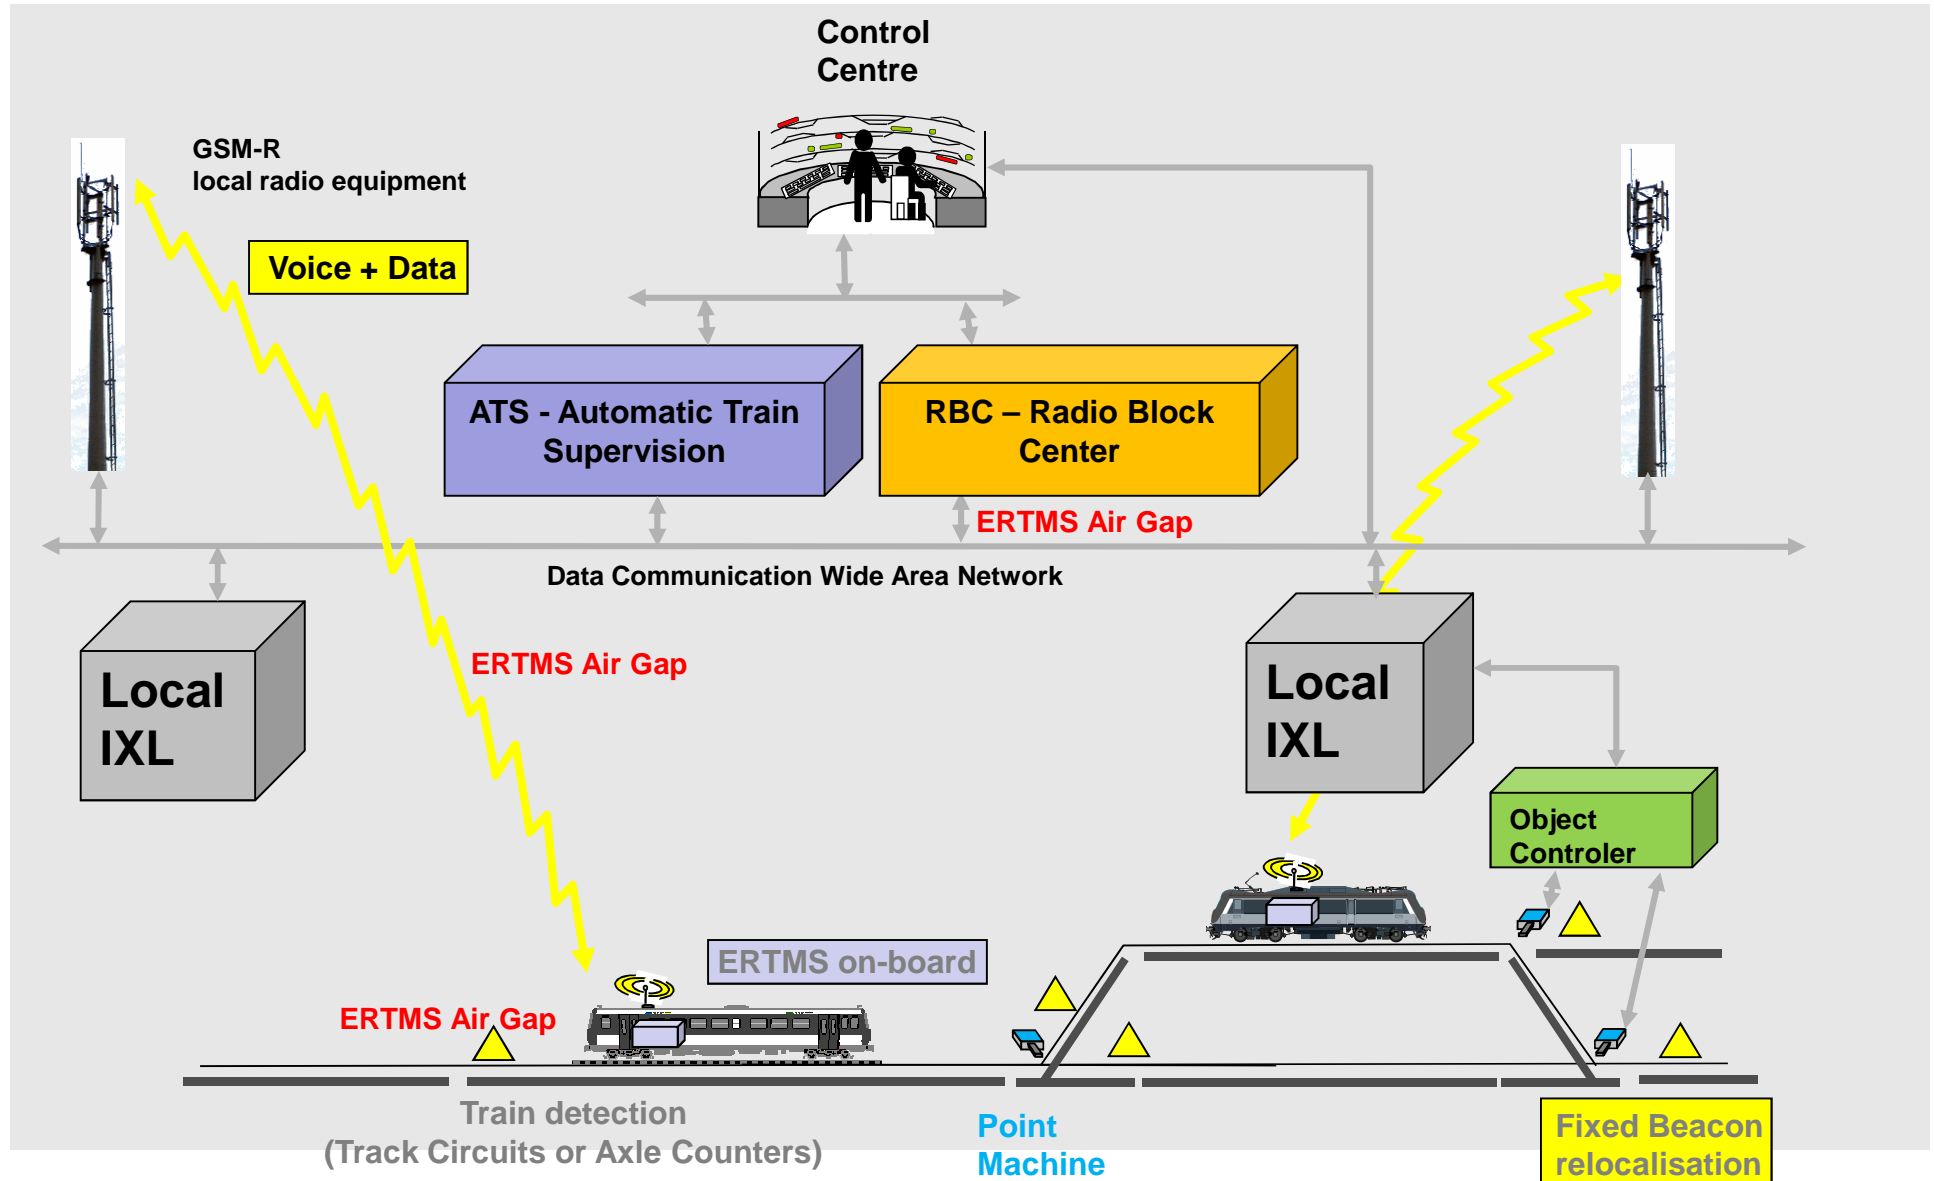 Control
Centre
GSM-R
local radio equipment
Voice + Data
ATS - Automatic Train
Supervision
RBC – Radio Block
Center
ERTMS Air Gap
Data Communication Wide Area Network
Local
IXL
ERTMS Air Gap
Local
IXL
Object
Controler
ERTMS on-board
ERTMS Air Gap
Train detection
(Track Circuits or Axle Counters)
Point
Machine
Fixed Beacon
relocalisation